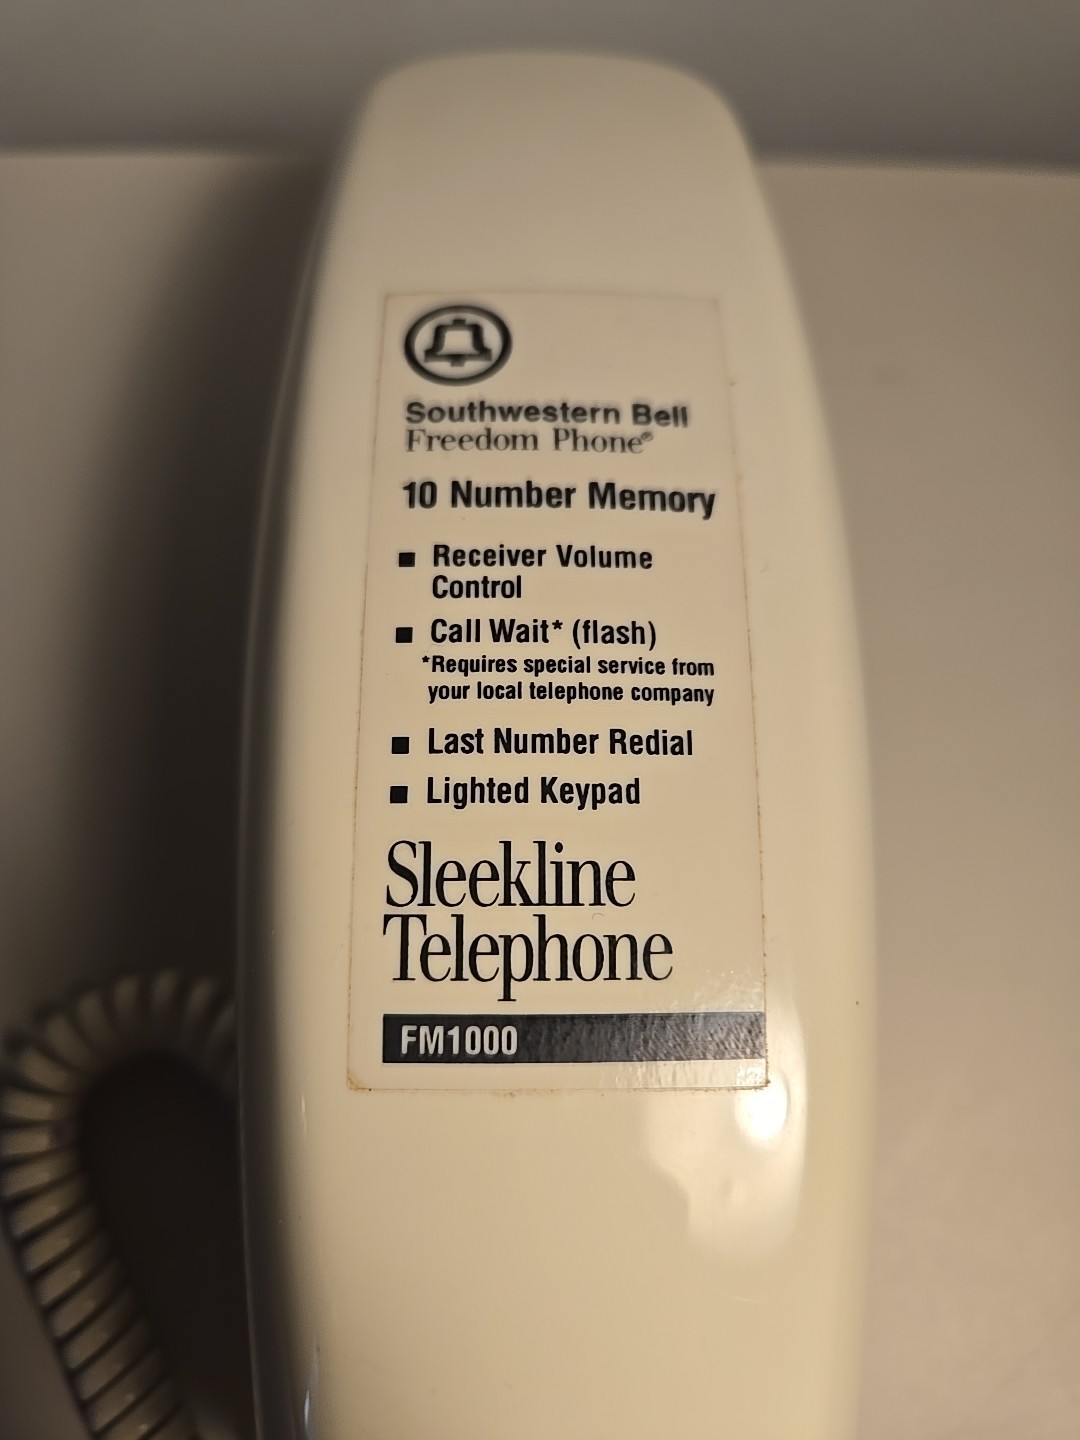 Southwestern Bell
Freedom Phone®
10 Number Memory
■ Receiver Volume
Control
■ Call Wait* (flash)
*Requires special service from
your local telephone company
■ Last Number Redial
■ Lighted Keypad
Sleekline
Telephone
FM1000